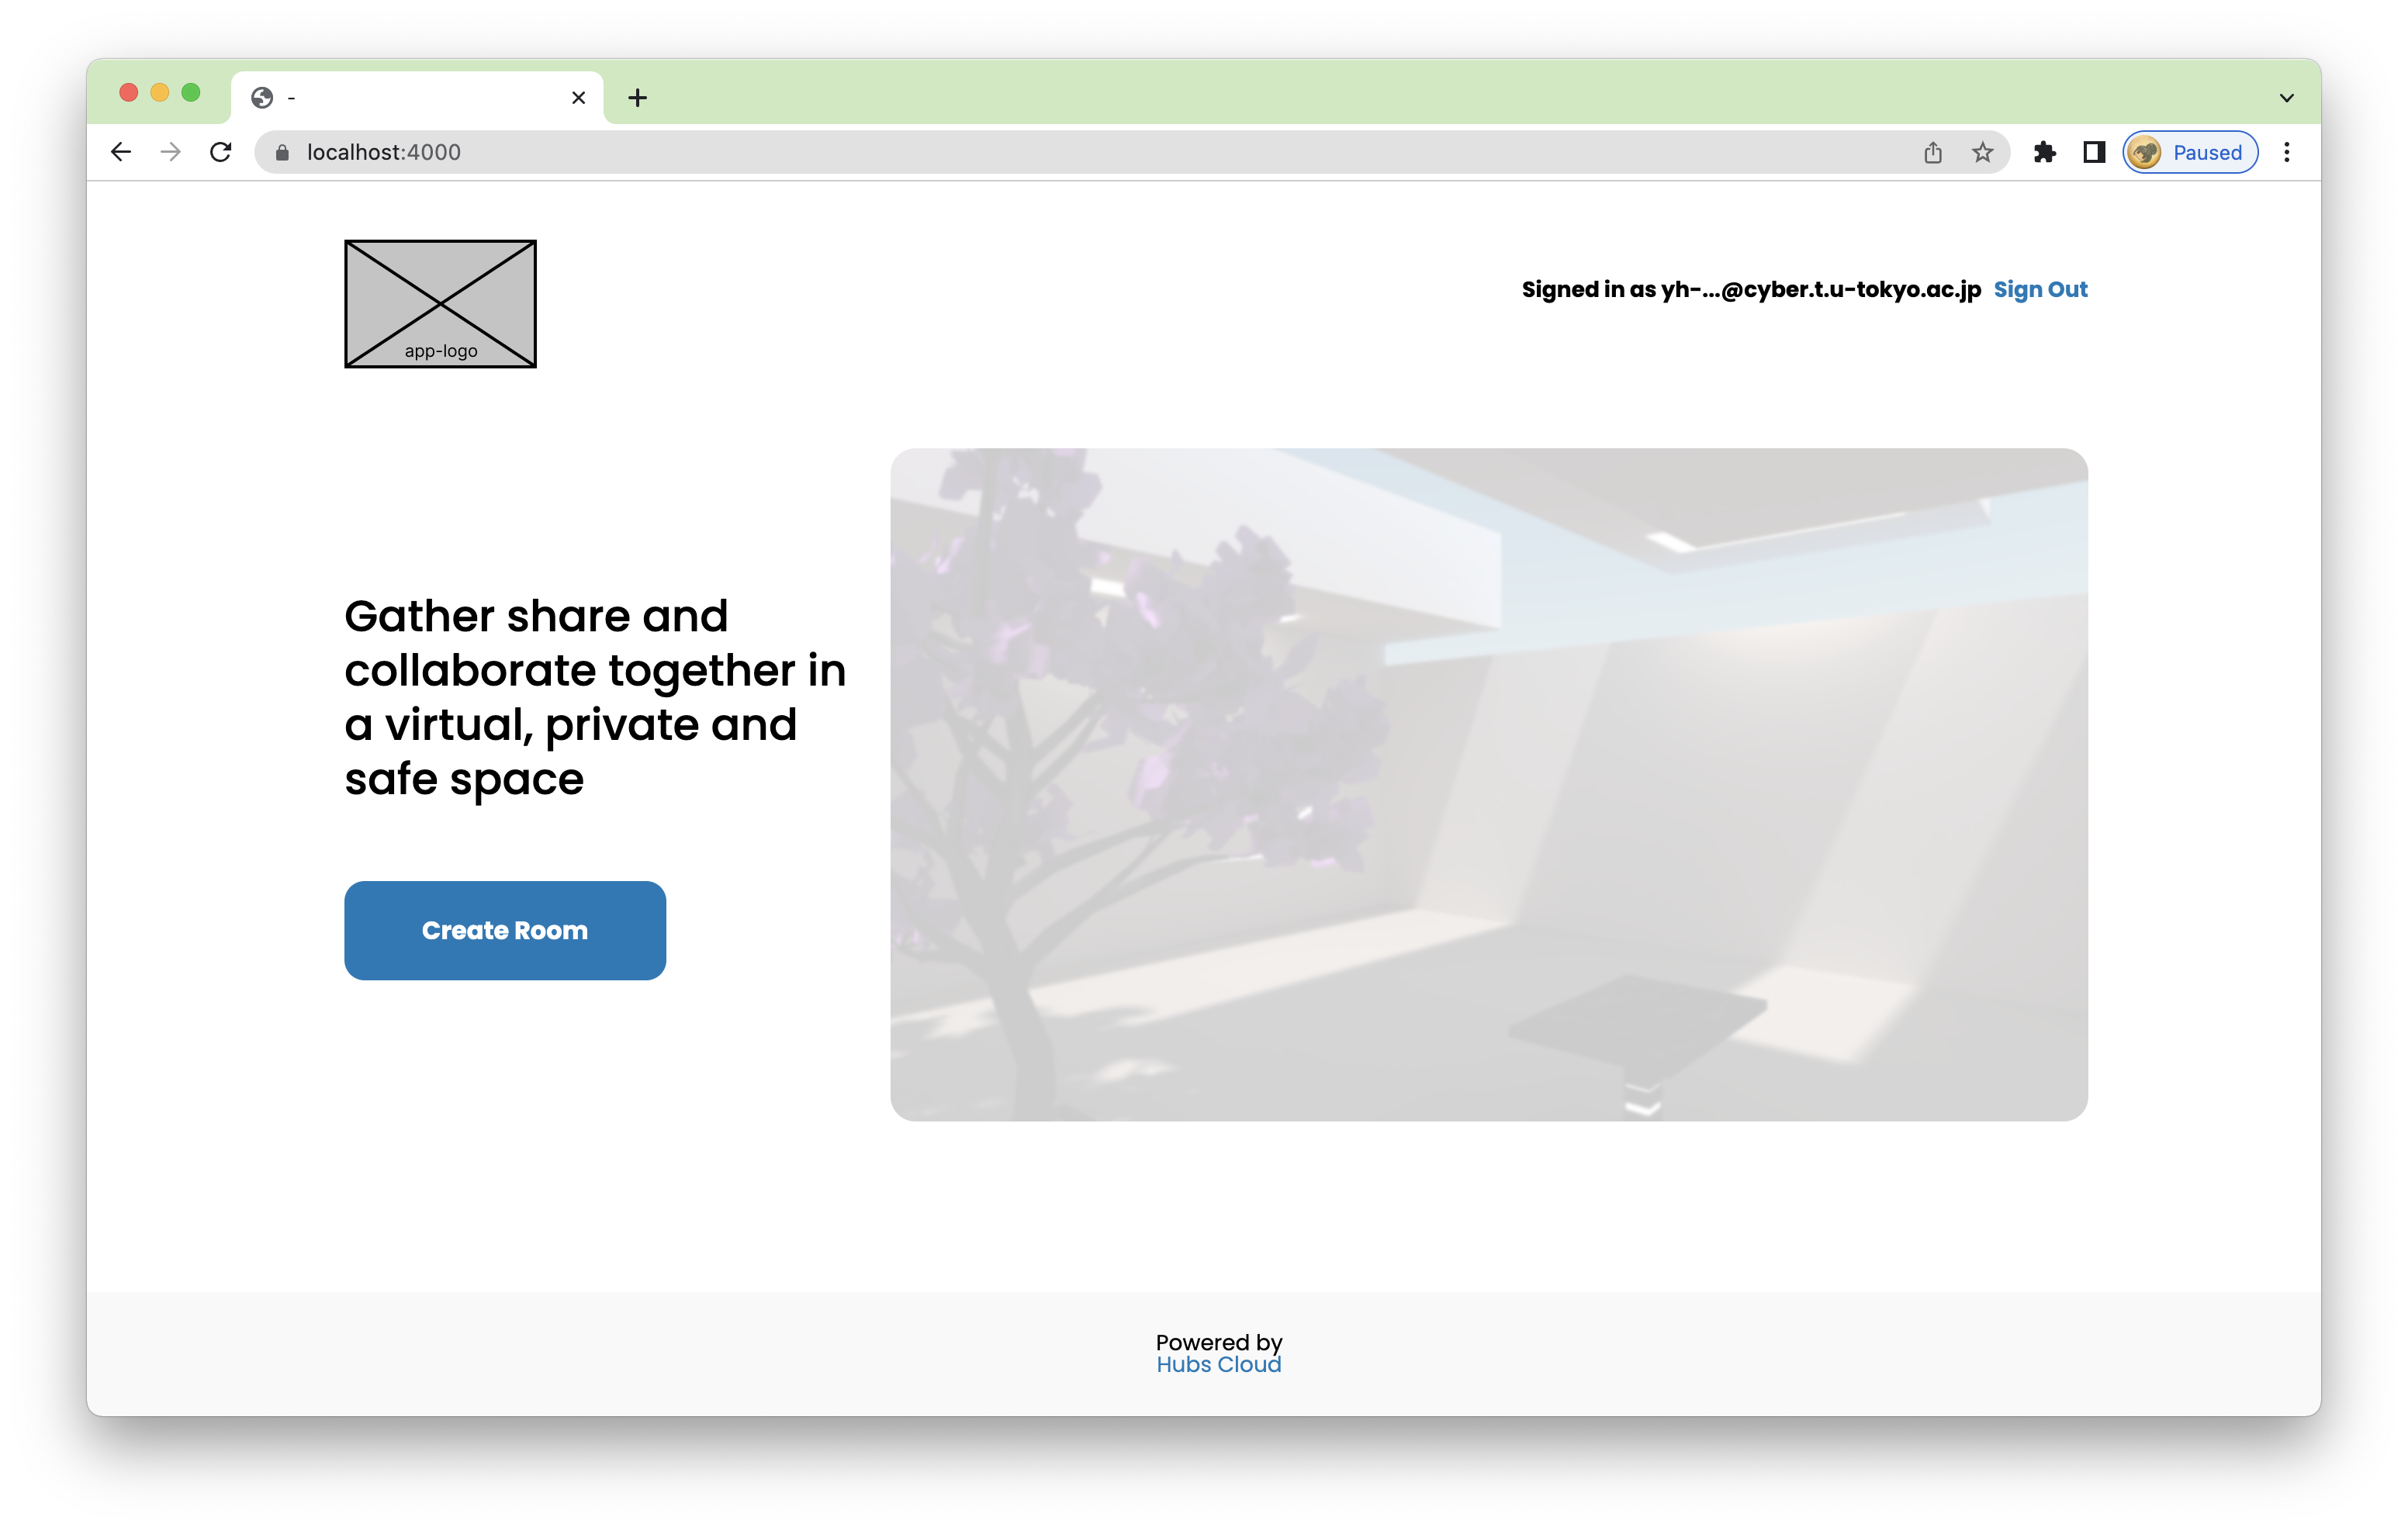 -
localhost:4000
Paused
app-logo
Signed in as yh-...@cyber.t.u-tokyo.ac.jp Sign Out
Gather share and
collaborate together in
a virtual, private and
safe space
Create Room
Powered by
Hubs Cloud